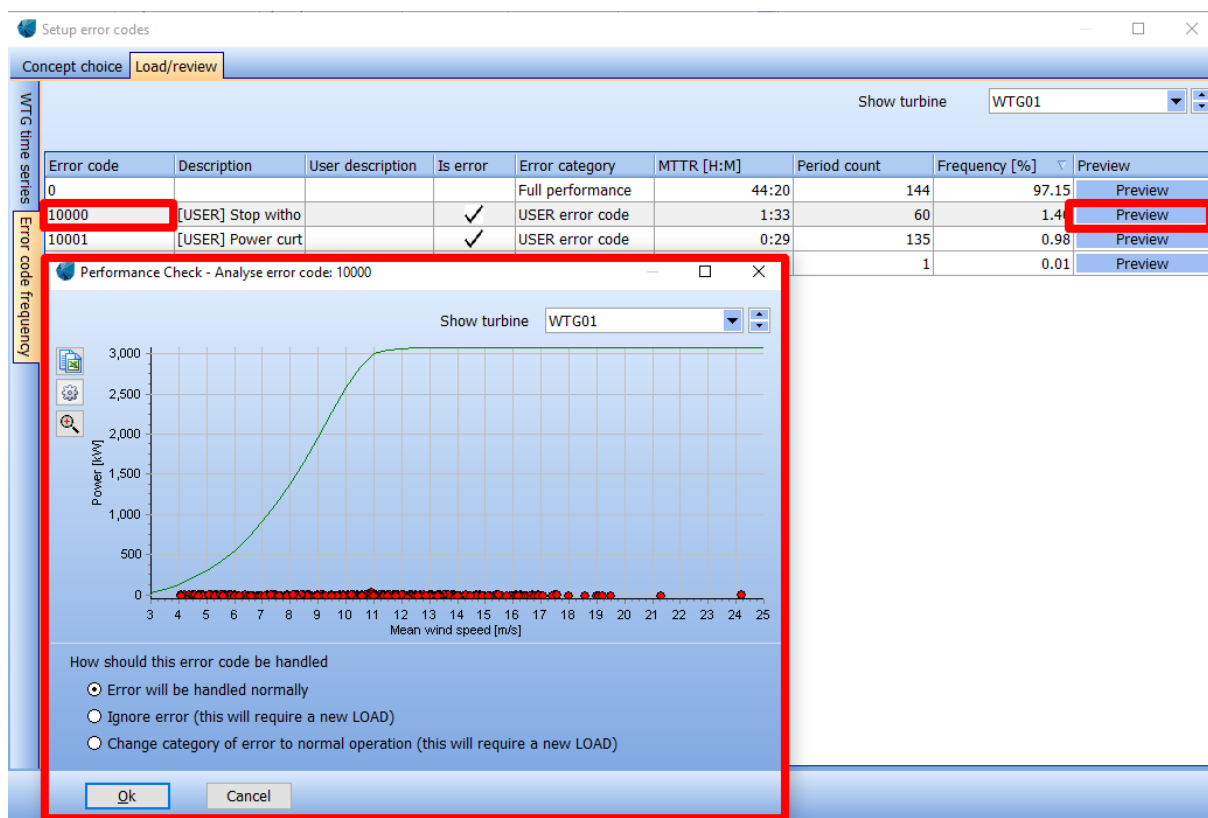 Setup error codes
Concept choice Load/review
WTG time series
Error code frequency
Show turbine WTG01
Error code Description User description Is error Error category MTTR [H:M] Period count Frequency [%] Preview
0 Full performance 44:20 144 97.15 Preview
10000 [USER] Stop witho USER error code 1:33 60 1.40 Preview
10001 [USER] Power curt USER error code 0:29 135 0.98 Preview
1 0.01 Preview
Performance Check - Analyse error code: 10000
Show turbine WTG01
Power [kW]
3,000
2,500
2,000
1,500
1,000
500
0
3 4 5 6 7 8 9 10 11 12 13 14 15 16 17 18 19 20 21 22 23 24 25
Mean wind speed [m/s]
How should this error code be handled
Error will be handled normally
Ignore error (this will require a new LOAD)
Change category of error to normal operation (this will require a new LOAD)
Ok Cancel